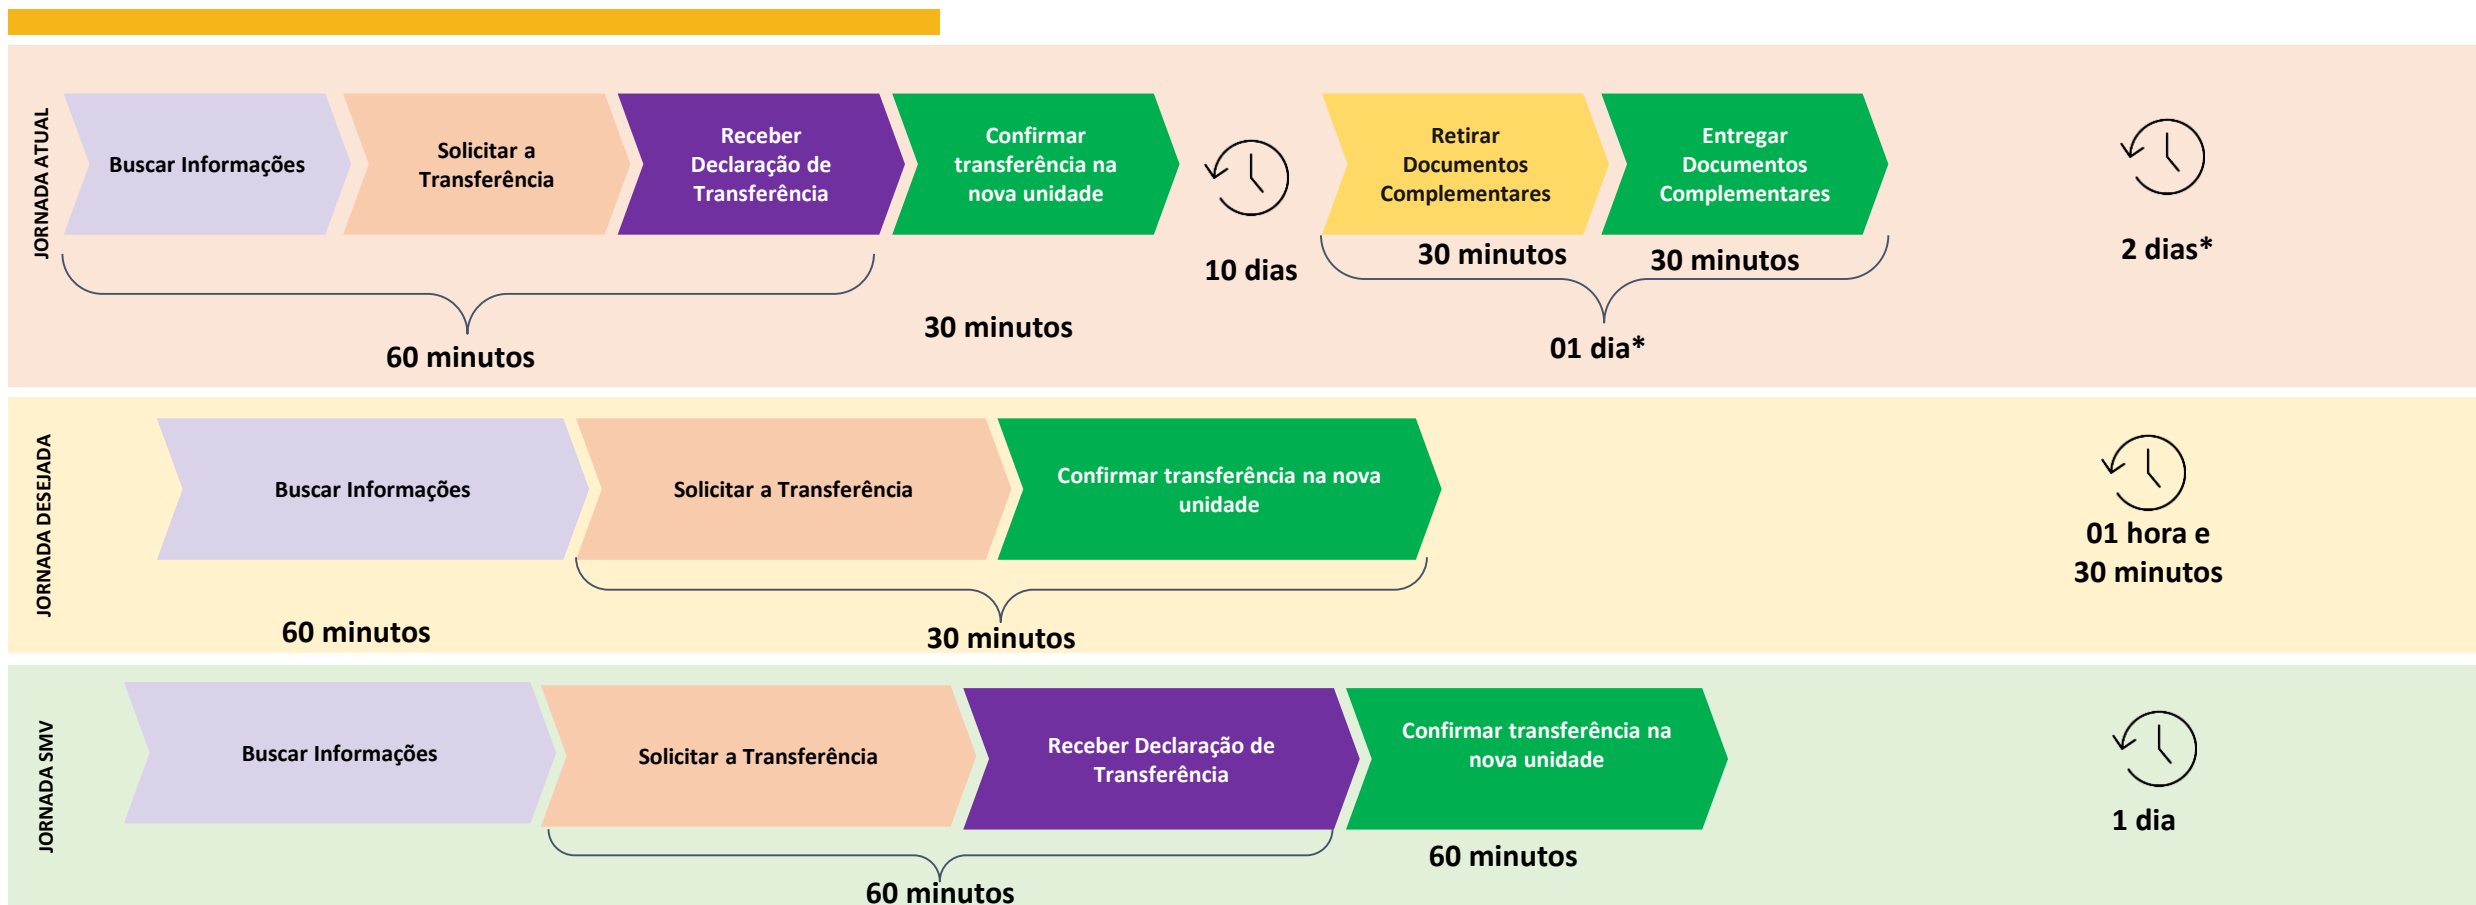 JORNADA ATUAL
Buscar Informações
Solicitar a
Transferência
Receber
Declaração de
Transferência
Confirmar
transferência na
nova unidade
10 dias
Retirar
Documentos
Complementares
Entregar
Documentos
Complementares
30 minutos
30 minutos
2 dias*
60 minutos
30 minutos
01 dia*
JORNADA DESEJADA
Buscar Informações
Solicitar a Transferência
Confirmar transferência na nova
unidade
01 hora e
30 minutos
60 minutos
30 minutos
JORNADA SMV
Buscar Informações
Solicitar a Transferência
Receber Declaração de
Transferência
Confirmar transferência na
nova unidade
1 dia
60 minutos
60 minutos